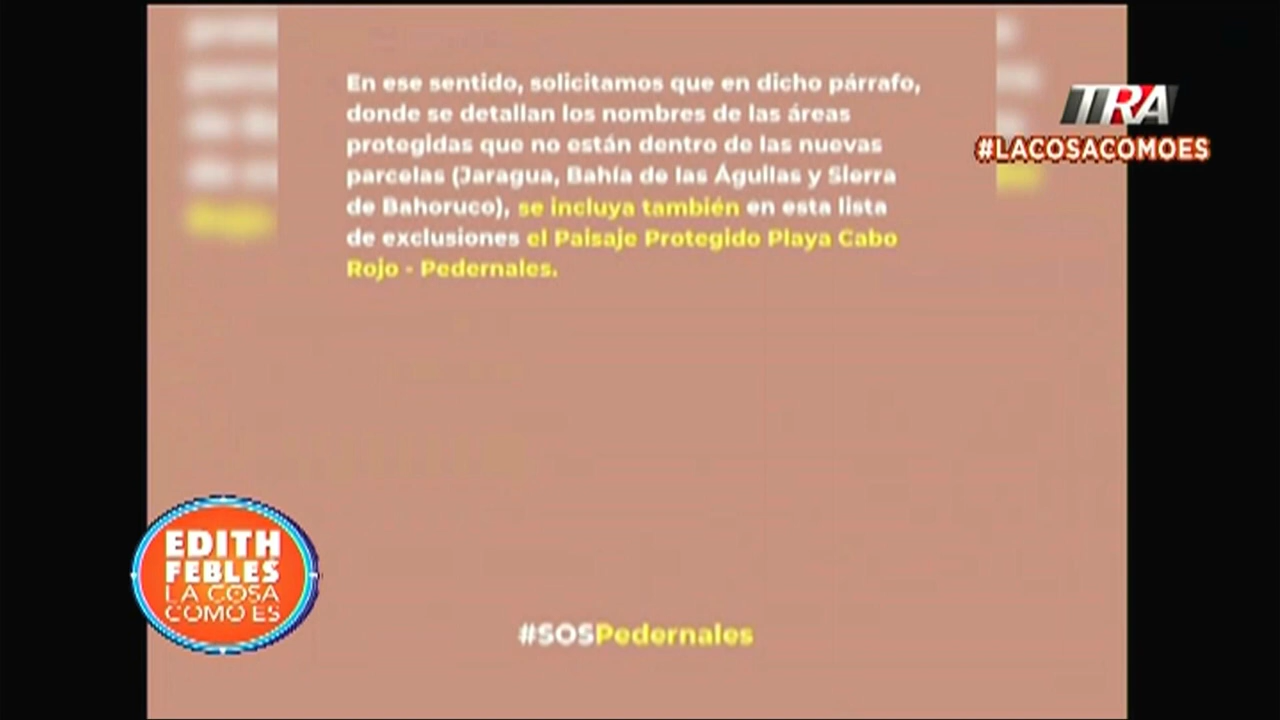 En ese sentido, solicitamos que en dicho párrafo,
donde se detallan los nombres de las áreas
protegidas que no están dentro de las nuevas
parcelas (Jaragua, Bahía de las Águilas y Sierra
de Bahoruco), se incluya también en esta lista
de exclusiones el Paisaje Protegido Playa Cabo
Rojo - Pedernales.
TRA
#LACOSACOMOES
EDITH
FEBLES
LA COSA
COMO ES
#SOSPedernales